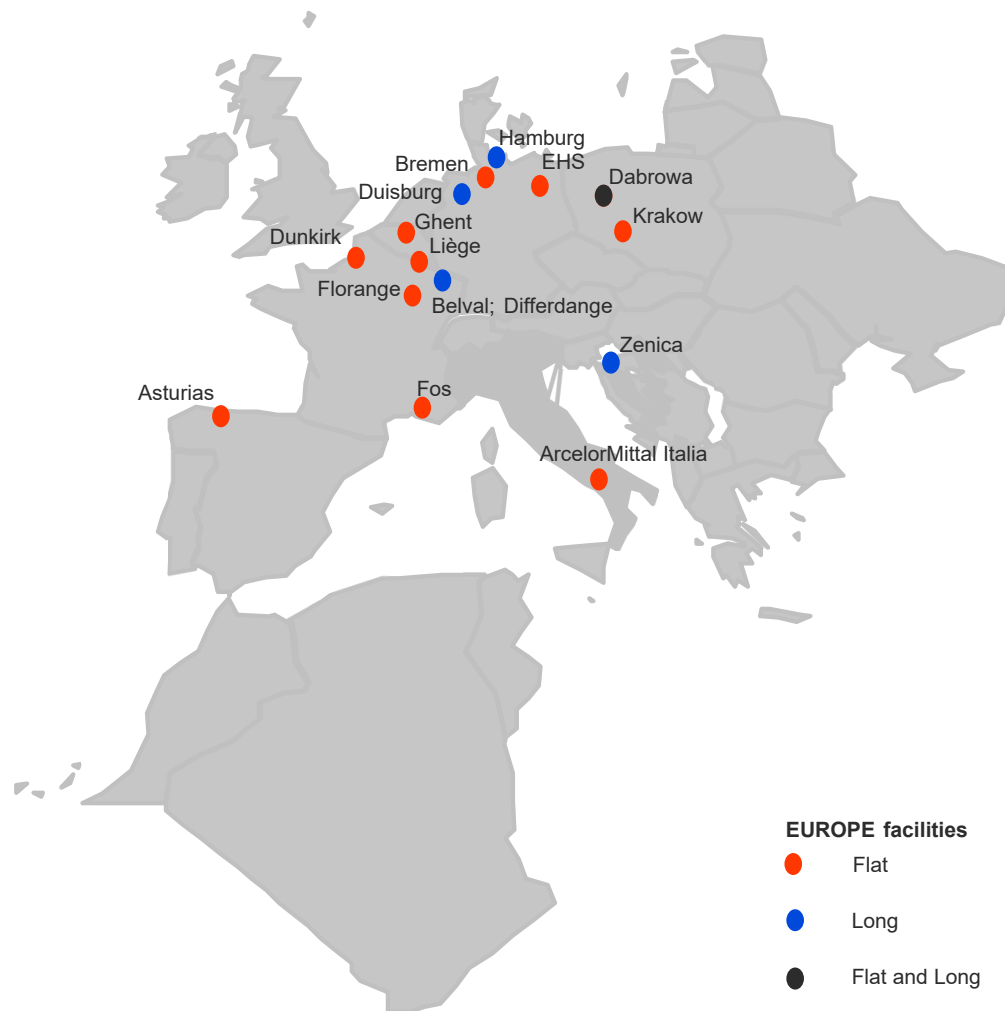 Hamburg
Bremen
EHS
Duisburg
Dabrowa
Ghent
Krakow
Dunkirk
Liège
Florange
Belval; Differdange
Zenica
Asturias
Fos
ArcelorMittal Italia
EUROPE facilities
Flat
Long
Flat and Long